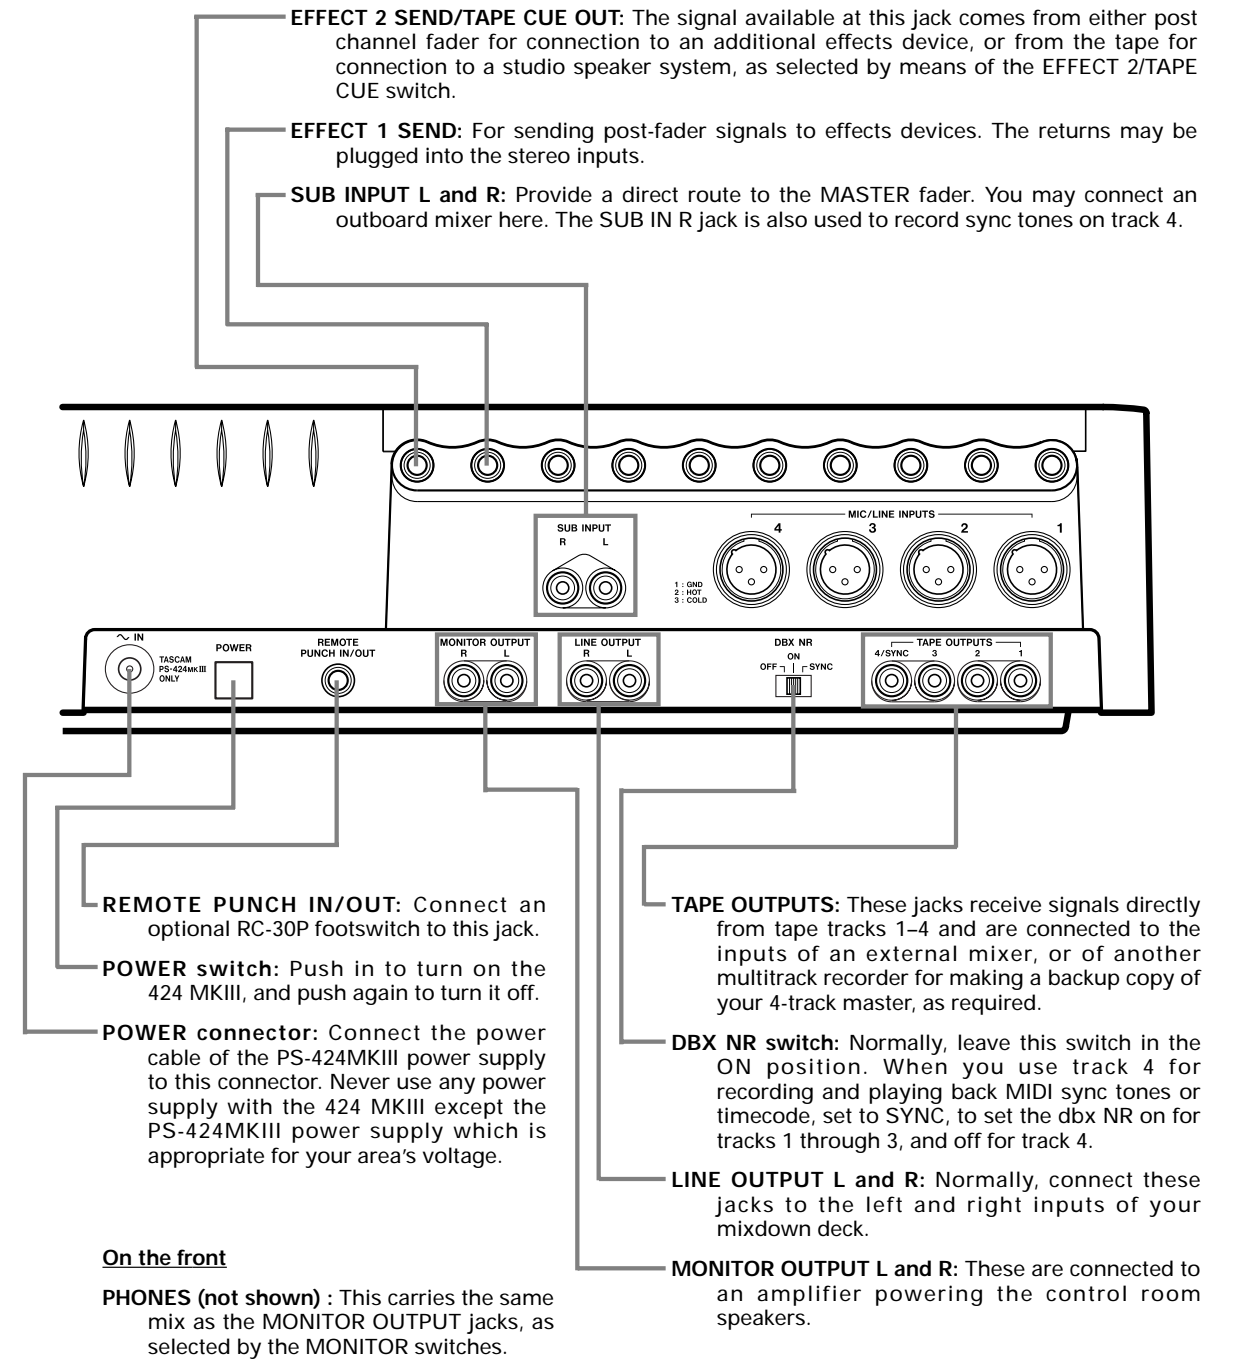 EFFECT 2 SEND/TAPE CUE OUT: The signal available at this jack comes from either post
channel fader for connection to an additional effects device, or from the tape for
connection to a studio speaker system, as selected by means of the EFFECT 2/TAPE
CUE switch.
EFFECT 1 SEND: For sending post-fader signals to effects devices. The returns may be
plugged into the stereo inputs.
SUB INPUT L and R: Provide a direct route to the MASTER fader. You may connect an
outboard mixer here. The SUB IN R jack is also used to record sync tones on track 4.
SUB INPUT
R L
MIC/LINE INPUTS
4 3 2 1
1 : GND
2 : HOT
3 : COLD
∼ IN
TASCAM
PS-424MKIII
ONLY
POWER
REMOTE
PUNCH IN/OUT
MONITOR OUTPUT
R L
LINE OUTPUT
R L
DBX NR
ON
OFF SYNC
TAPE OUTPUTS
4/SYNC 3 2 1
REMOTE PUNCH IN/OUT: Connect an
optional RC-30P footswitch to this jack.
POWER switch: Push in to turn on the
424 MKIII, and push again to turn it off.
POWER connector: Connect the power
cable of the PS-424MKIII power supply
to this connector. Never use any power
supply with the 424 MKIII except the
PS-424MKIII power supply which is
appropriate for your area's voltage.
On the front
PHONES (not shown) : This carries the same
mix as the MONITOR OUTPUT jacks, as
selected by the MONITOR switches.
TAPE OUTPUTS: These jacks receive signals directly
from tape tracks 1–4 and are connected to the
inputs of an external mixer, or of another
multitrack recorder for making a backup copy of
your 4-track master, as required.
DBX NR switch: Normally, leave this switch in the
ON position. When you use track 4 for
recording and playing back MIDI sync tones or
timecode, set to SYNC, to set the dbx NR on for
tracks 1 through 3, and off for track 4.
LINE OUTPUT L and R: Normally, connect these
jacks to the left and right inputs of your
mixdown deck.
MONITOR OUTPUT L and R: These are connected to
an amplifier powering the control room
speakers.